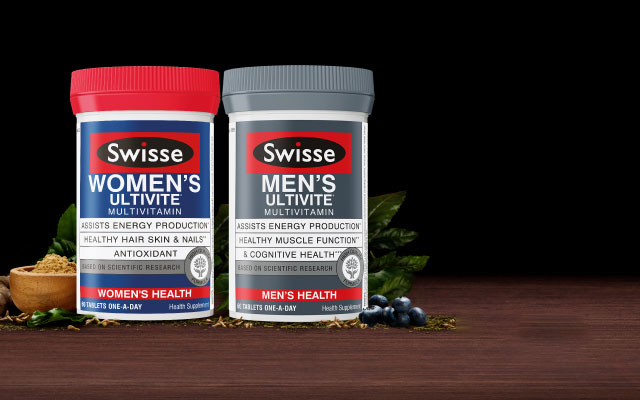 Swisse
WOMEN'S
ULTIVITE
MULTIVITAMIN
ASSISTS ENERGY PRODUCTION*
HEALTHY HAIR SKIN & NAILS**
ANTIOXIDANT
BASED ON SCIENTIFIC RESEARCH
WOMEN'S HEALTH
TABLETS ONE-A-DAY
Health Supplement
Swisse
MEN'S
ULTIVITE
MULTIVITAMIN
ASSISTS ENERGY PRODUCTION*
HEALTHY MUSCLE FUNCTION**
& COGNITIVE HEALTH**
BASED ON SCIENTIFIC RESEARCH
MEN'S HEALTH
TABLETS ONE-A-DAY
Health Supplement